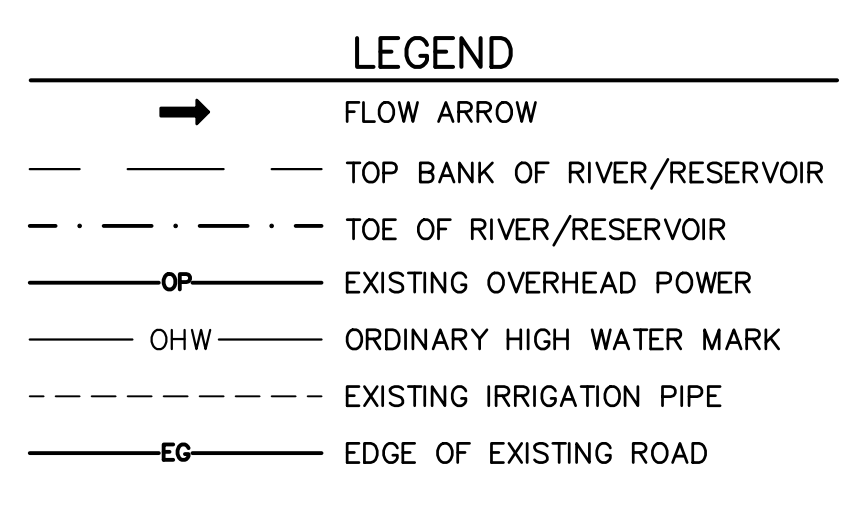 LEGEND
FLOW ARROW
TOP BANK OF RIVER/RESERVOIR
TOE OF RIVER/RESERVOIR
OP EXISTING OVERHEAD POWER
OHW ORDINARY HIGH WATER MARK
EXISTING IRRIGATION PIPE
EG EDGE OF EXISTING ROAD